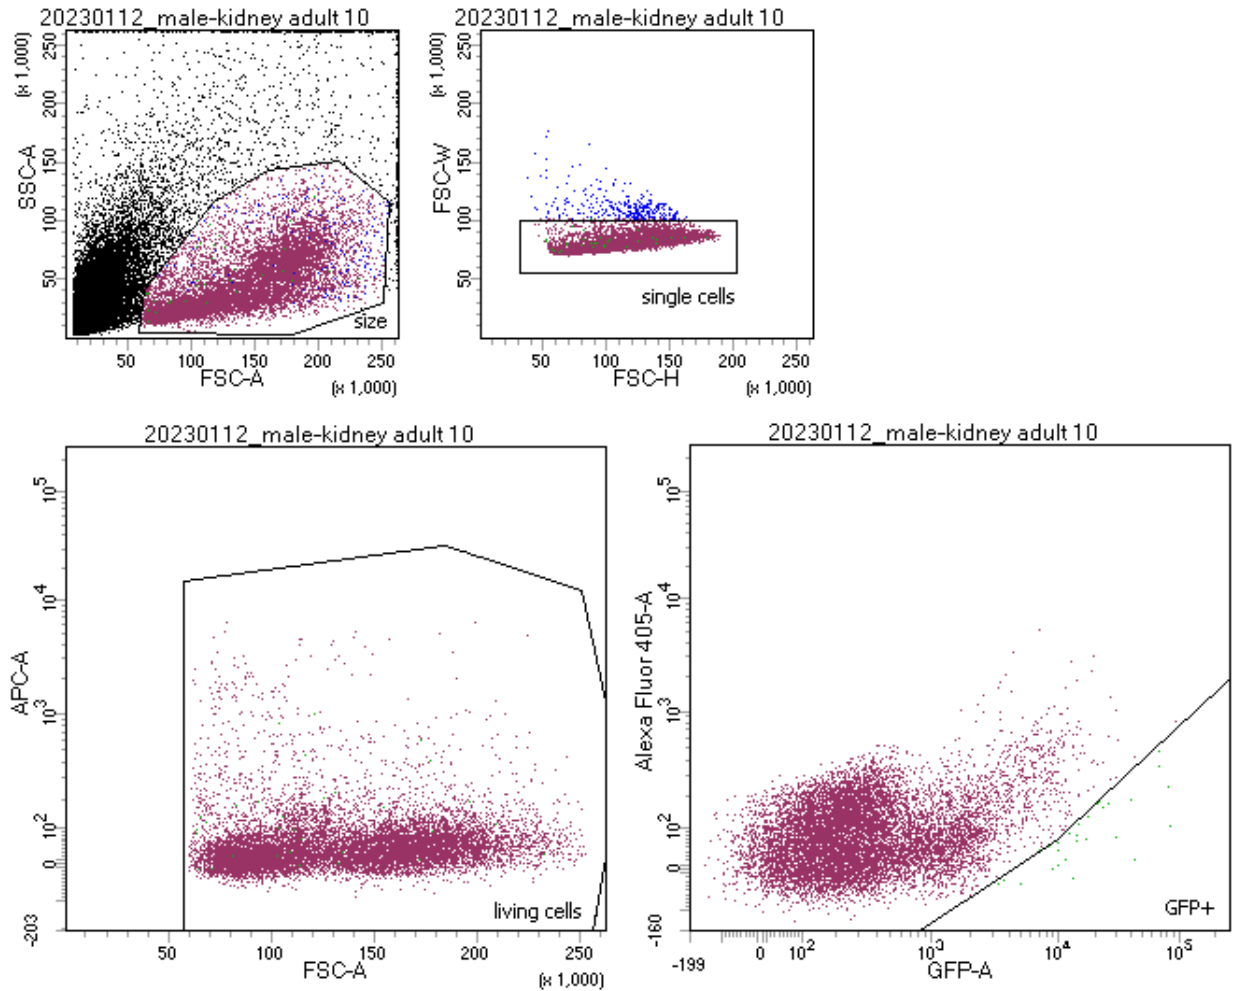 20230112_male-kidney adult 10
(x 1,000)
SSC-A
250
200
150
100
50
size
50 100 150 200 250
FSC-A
(x 1,000)
20230112_male-kidney adult 10
(x 1,000)
FSC-W
250
200
150
100
50
single cells
50 100 150 200 250
FSC-H
(x 1,000)
20230112_male-kidney adult 10
APC-A
10^5
10^4
10^3
10^2
0
-203
living cells
50 100 150 200 250
FSC-A
(x 1,000)
20230112_male-kidney adult 10
Alexa Fluor 405-A
10^5
10^4
10^3
10^2
0
-160
GFP+
-199 0 10^2 10^3 10^4 10^5
GFP-A